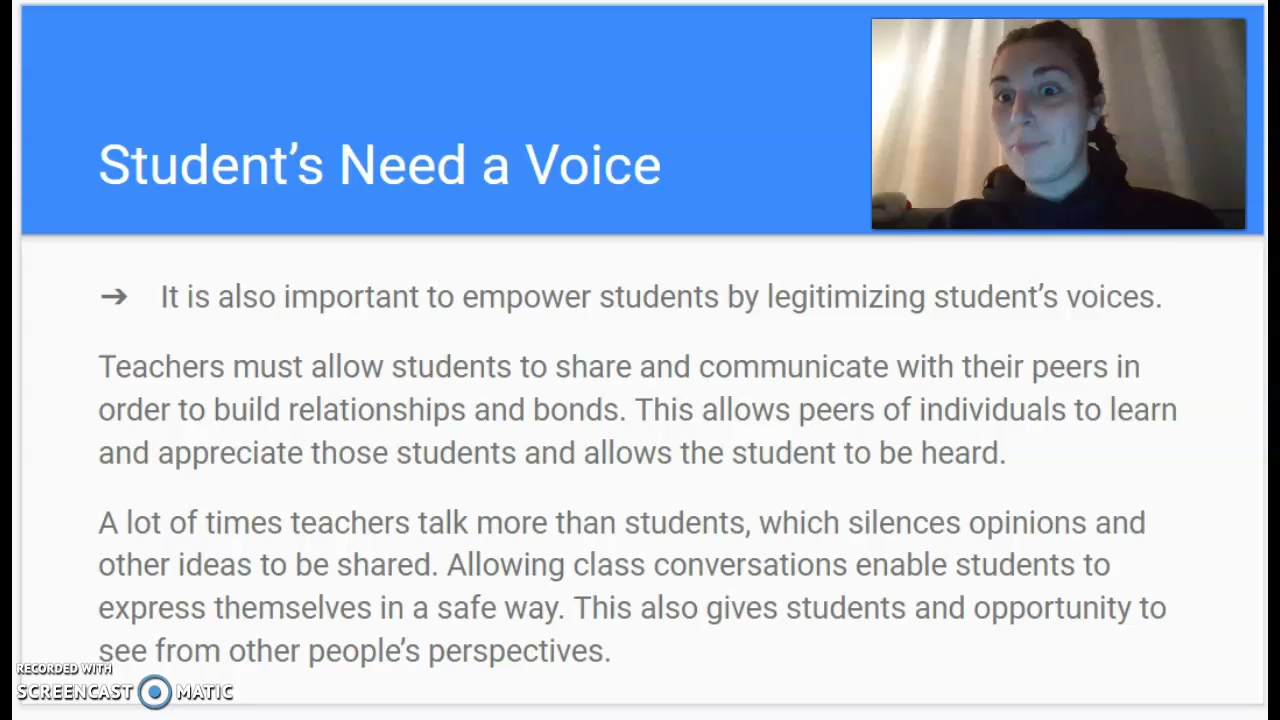 Student’s Need a Voice
➔ It is also important to empower students by legitimizing student’s voices.
Teachers must allow students to share and communicate with their peers in
order to build relationships and bonds. This allows peers of individuals to learn
and appreciate those students and allows the student to be heard.
A lot of times teachers talk more than students, which silences opinions and
other ideas to be shared. Allowing class conversations enable students to
express themselves in a safe way. This also gives students and opportunity to
see from other people’s perspectives.
RECORDED WITH
SCREENCAST MATIC